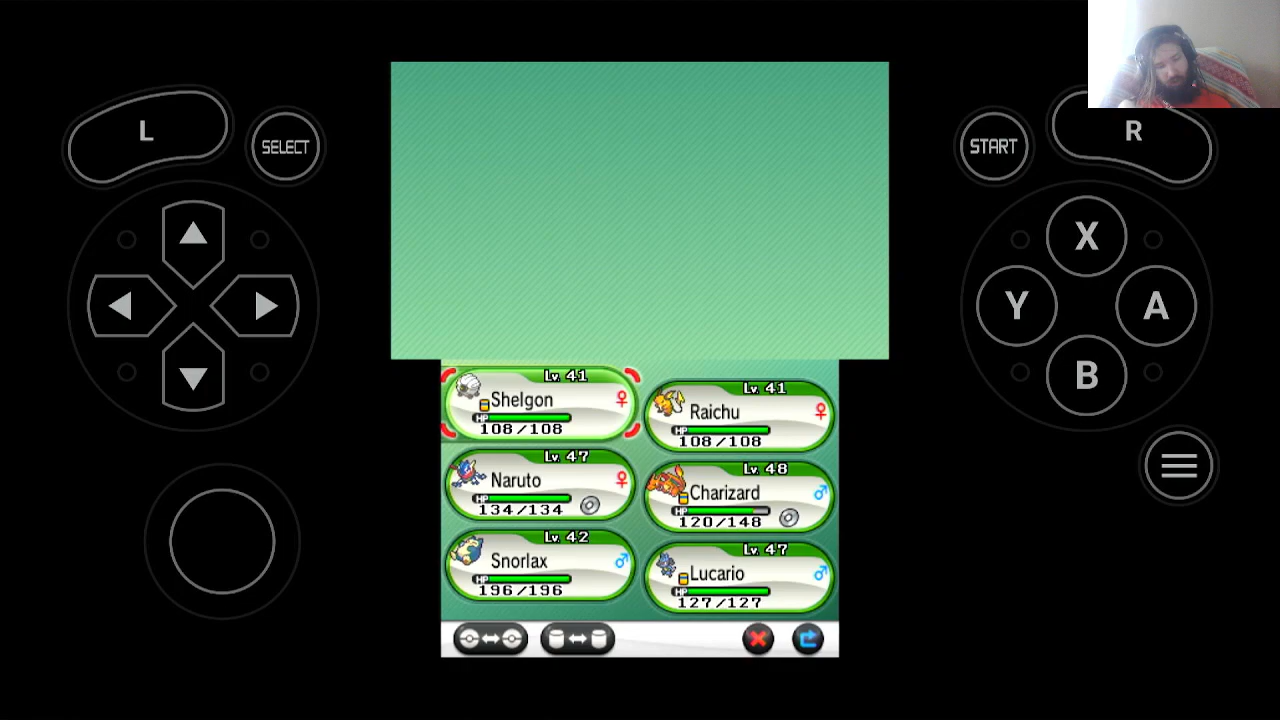 L
SELECT
START
R
X
Y
A
B
Lv. 41
Shelgon ♀
HP
108/108
Lv. 41
Raichu ♀
HP
108/108
Lv. 47
Naruto ♀
HP
134/134
Lv. 48
Charizard ♂
HP
120/148
Lv. 42
Snorlax ♂
HP
196/196
Lv. 47
Lucario ♂
HP
127/127